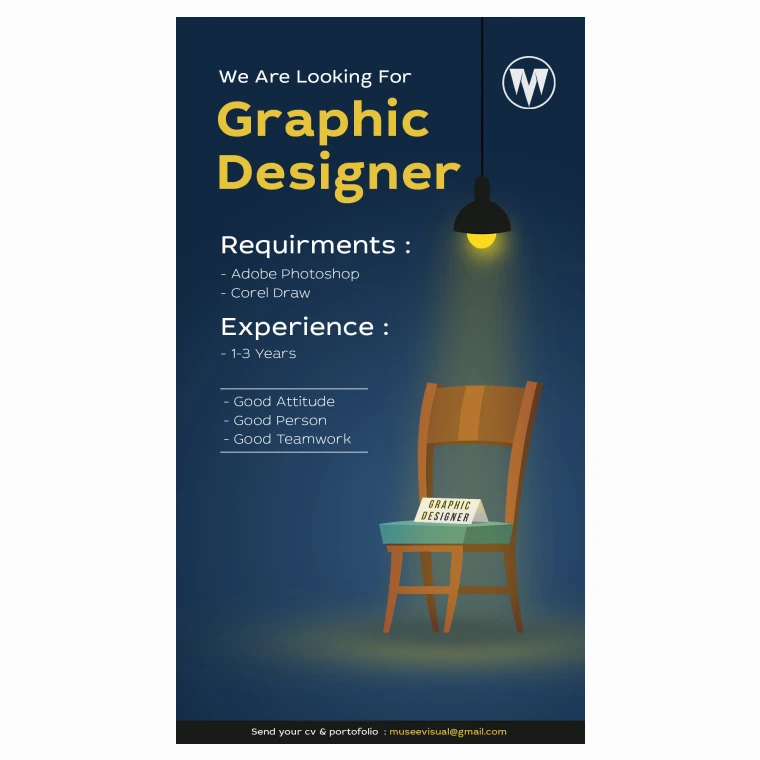 We Are Looking For
Graphic
Designer
Requirments :
- Adobe Photoshop
- Corel Draw
Experience :
- 1-3 Years
- Good Attitude
- Good Person
- Good Teamwork
GRAPHIC
DESIGNER
Send your cv & portofolio : museevisual@gmail.com